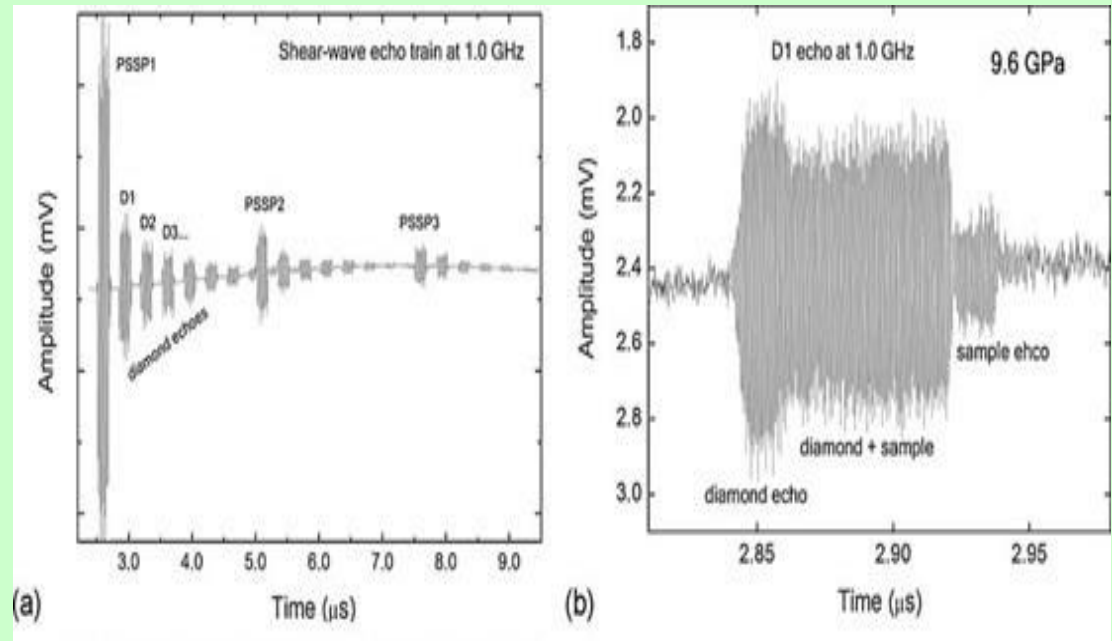 Shear-wave echo train at 1.0 GHz
PSSP1
D1
D2
D3...
PSSP2
PSSP3
diamond echoes
Amplitude (mV)
3.0 4.0 5.0 6.0 7.0 8.0 9.0
Time (μs)
(a)
D1 echo at 1.0 GHz
9.6 GPa
1.8
2.0
2.2
2.4
2.6
2.8
3.0
Amplitude (mV)
sample ehco
diamond + sample
diamond echo
2.85 2.90 2.95
Time (μs)
(b)